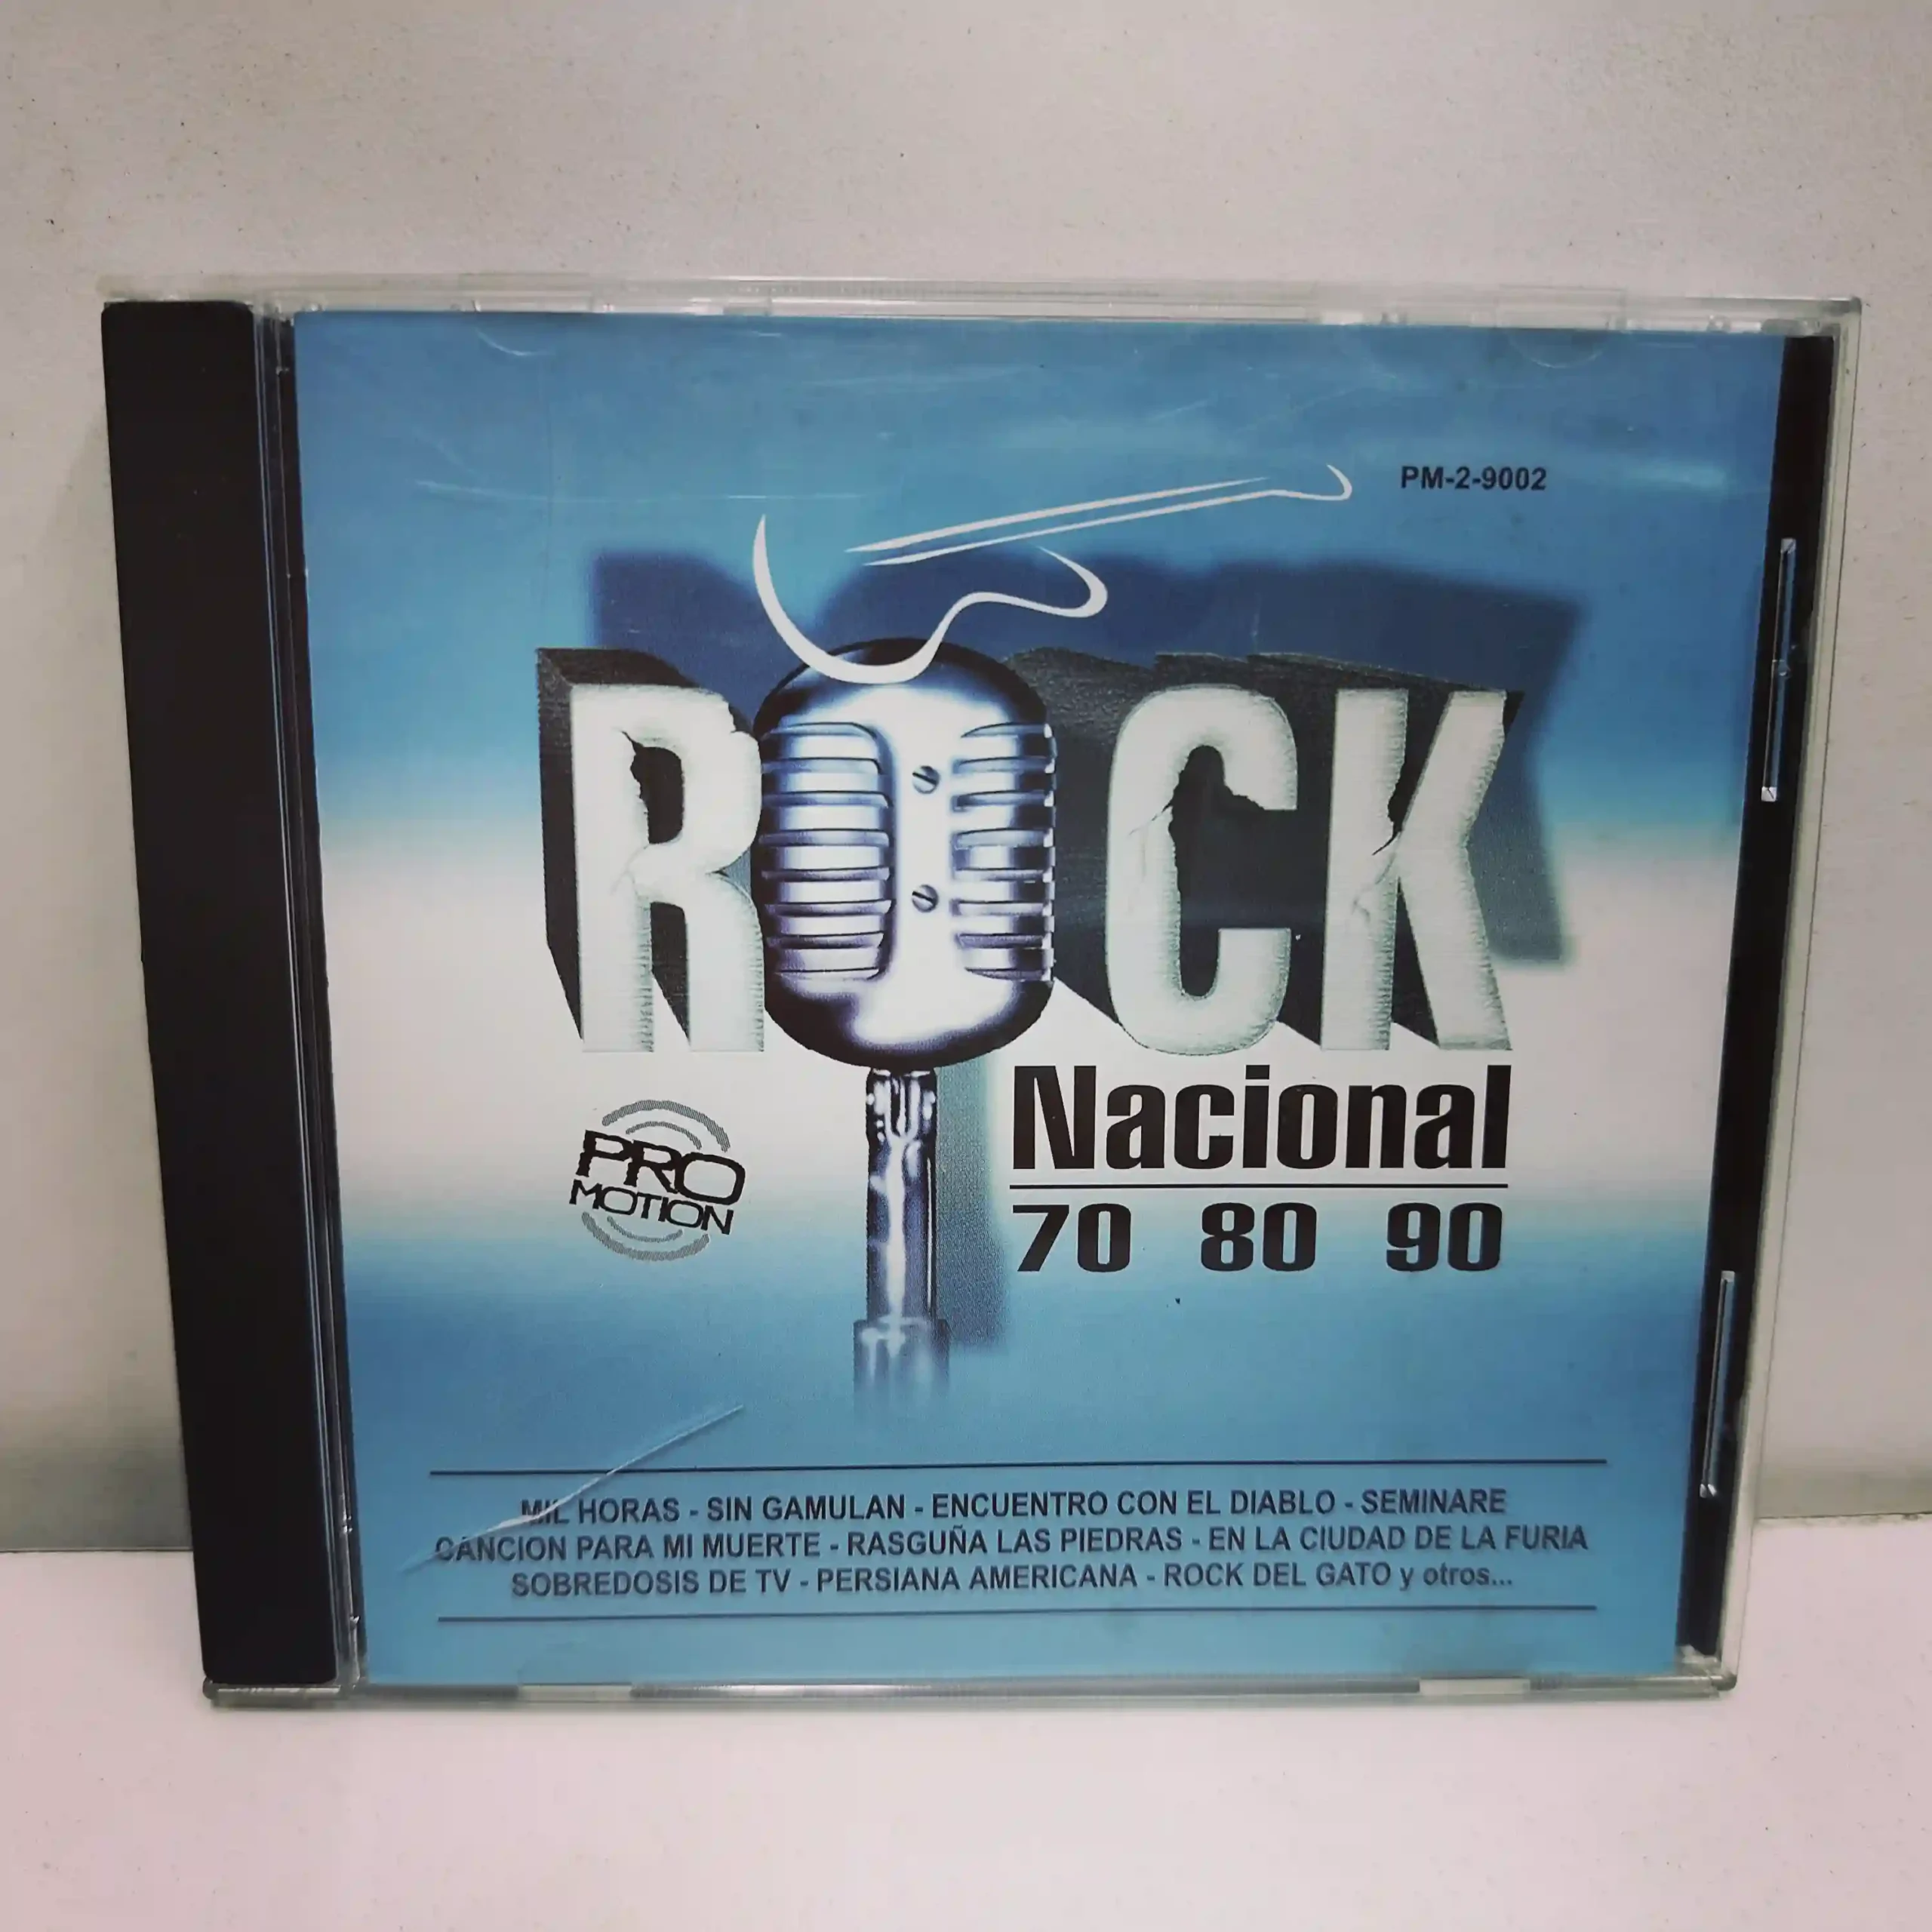 PM-2-9002
ROCK
Nacional
70 80 90
PRO
MOTION
MIL HORAS - SIN GAMULAN - ENCUENTRO CON EL DIABLO - SEMINARE
CANCION PARA MI MUERTE - RASGUÑA LAS PIEDRAS - EN LA CIUDAD DE LA FURIA
SOBREDOSIS DE TV - PERSIANA AMERICANA - ROCK DEL GATO y otros...